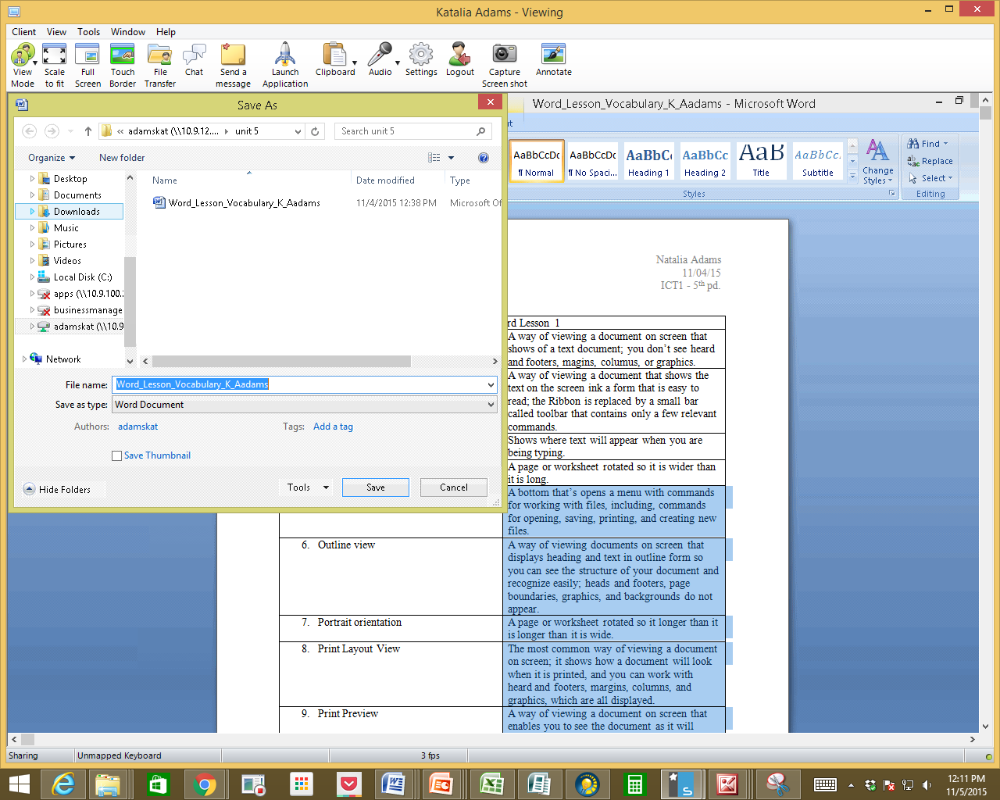 Katalia Adams - Viewing
Client View Tools Window Help
View Mode
Scale to fit
Full Screen
Touch Border
File Transfer
Chat
Send a message
Launch Application
Clipboard
Audio
Settings
Logout
Capture Screen shot
Annotate
Save As
Word_Lesson_Vocabulary_K_Aadams - Microsoft Word
« adamskat (\\10.9.12.... unit 5
Search unit 5
Organize
New folder
Name Date modified Type
Word_Lesson_Vocabulary_K_Aadams 11/4/2015 12:38 PM Microsoft Of
Desktop
Documents
Downloads
Music
Pictures
Videos
Local Disk (C:)
apps (\\10.9.100.
businessmanage
adamskat (\\10.9
Network
File name: Word_Lesson_Vocabulary_K_Aadams
Save as type: Word Document
Authors: adamskat Tags: Add a tag
Save Thumbnail
Hide Folders Tools Save Cancel
AaBbCcDc AaBbCcDc AaBbC AaBbCc AaB AaBbCc.
¶ Normal ¶ No Spaci... Heading 1 Heading 2 Title Subtitle
Change Styles
Styles
Find
Replace
Select
Editing
Natalia Adams
11/04/15
ICT1 - 5th pd.
rd Lesson 1
A way of viewing a document on screen that
shows of a text document; you don't see heard
and footers, magins, columus, or graphics.
A way of viewing a document that shows the
text on the screen ink a form that is easy to
read; the Ribbon is replaced by a small bar
called toolbar that contains only a few relevant
commands.
Shows where text will appear when you are
being typing.
A page or worksheet rotated so it is wider than
it is long.
A bottom that's opens a menu with commands
for working with files, including, commands
for opening, saving, printing, and creating new
files.
6. Outline view
A way of viewing documents on screen that
displays heading and text in outline form so
you can see the structure of your document and
recognize easily; heads and footers, page
boundaries, graphics, and backgrounds do not
appear.
7. Portrait orientation
A page or worksheet rotated so it longer than it
is longer than it is wide.
8. Print Layout View
The most common way of viewing a document
on screen; it shows how a document will look
when it is printed, and you can work with
heard and footers, margins, columns, and
graphics, which are all displayed.
9. Print Preview
A way of viewing a document on screen that
enables you to see the document as it will
Sharing Unmapped Keyboard 3 fps
12:11 PM
11/5/2015